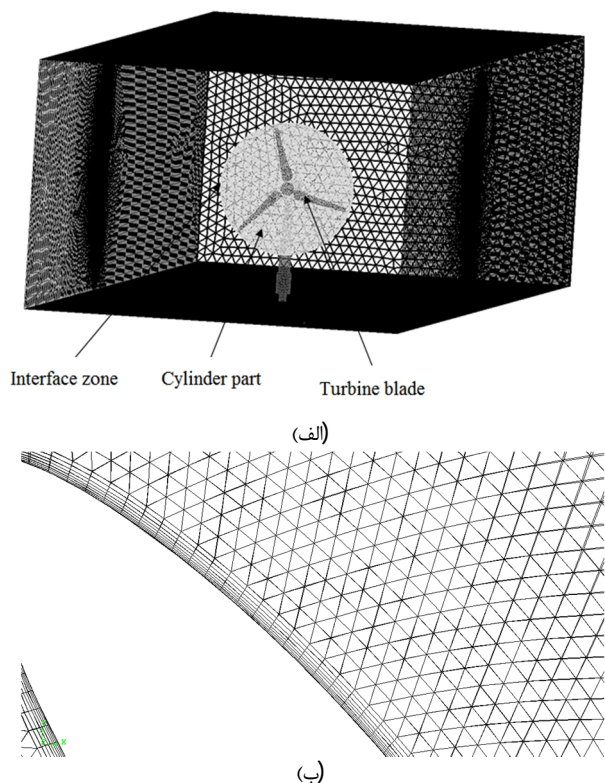 Interface zone
Cylinder part
Turbine blade
(الف)
(ب)
x